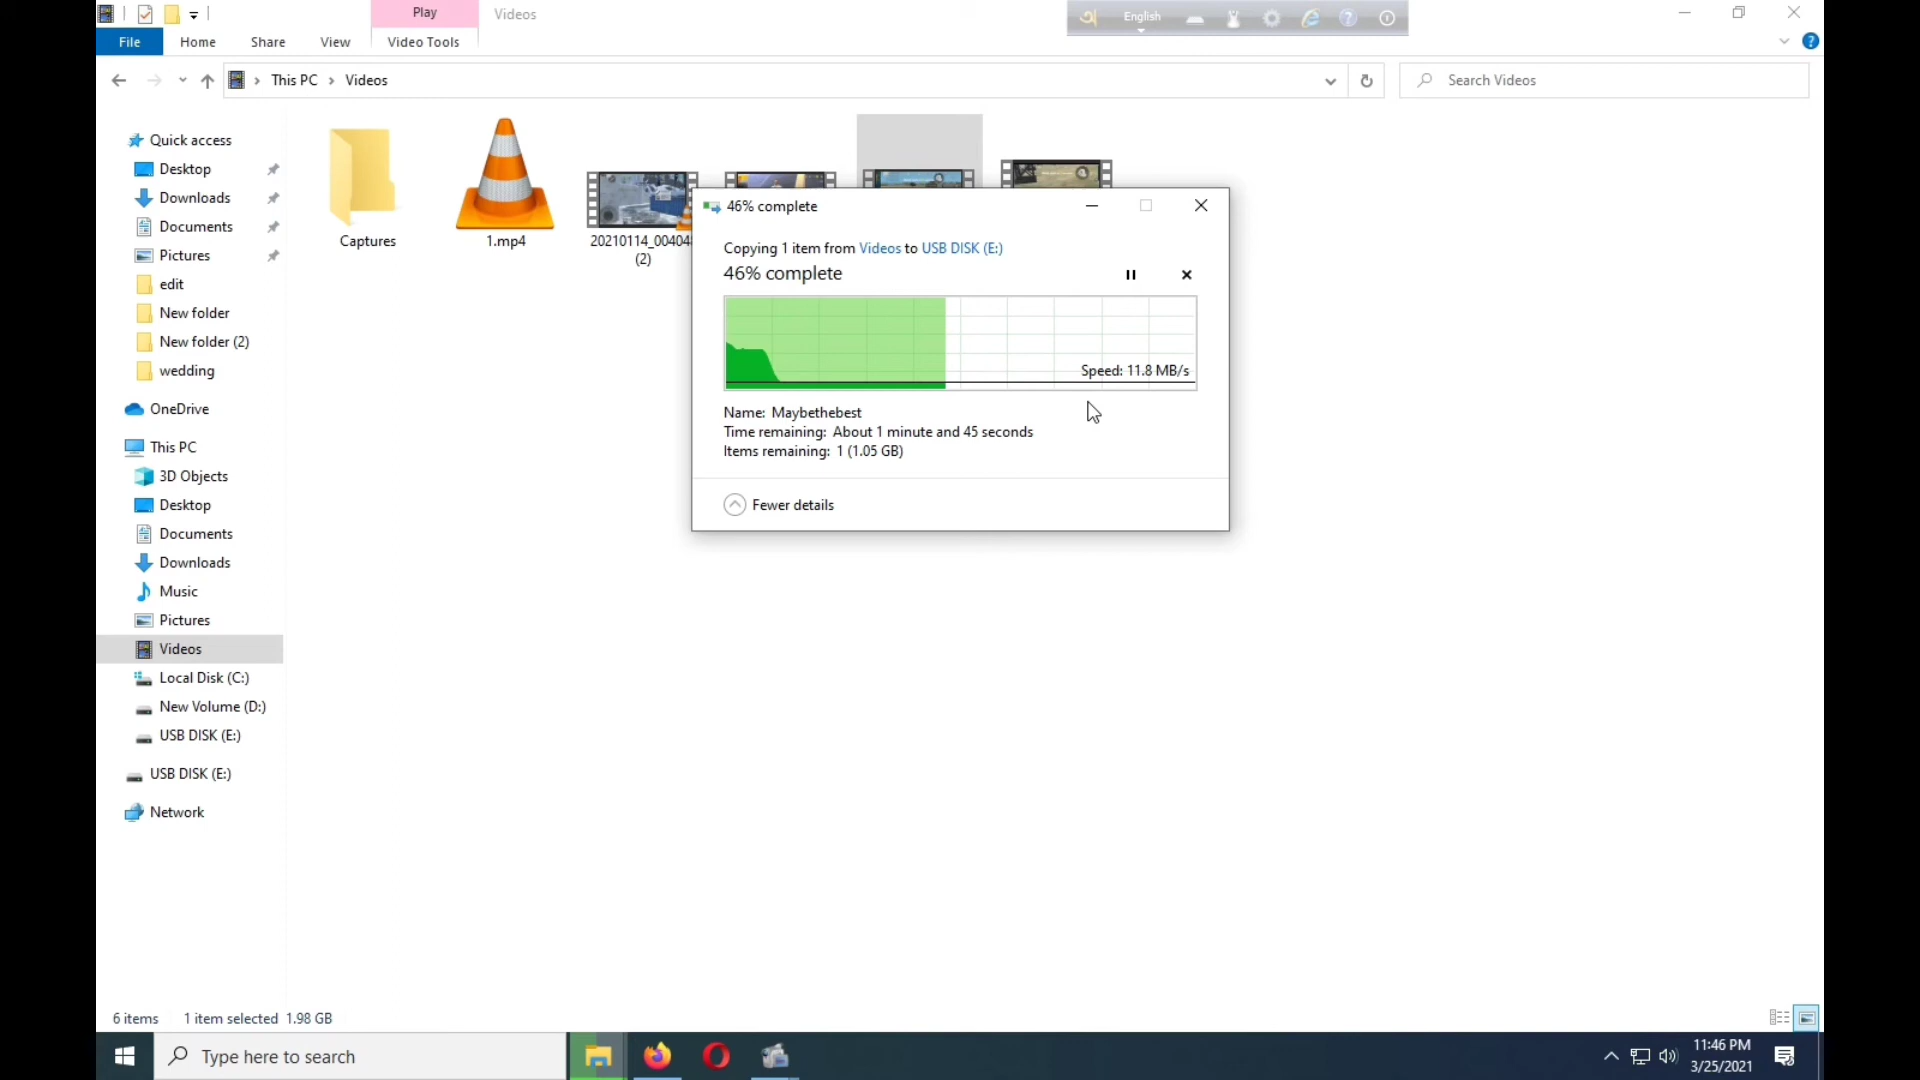 Play
Videos
English
File
Home
Share
View
Video Tools
This PC
Videos
Search Videos
Quick access
Desktop
Downloads
Documents
Pictures
edit
New folder
New folder (2)
wedding
OneDrive
This PC
3D Objects
Desktop
Documents
Downloads
Music
Pictures
Videos
Local Disk (C:)
New Volume (D:)
USB DISK (E:)
USB DISK (E:)
Network
Captures
1.mp4
20210114_00404
(2)
46% complete
Copying 1 item from Videos to USB DISK (E:)
46% complete
Speed: 11.8 MB/s
Name: Maybethebest
Time remaining: About 1 minute and 45 seconds
Items remaining: 1 (1.05 GB)
Fewer details
6 items
1 item selected 1.98 GB
Type here to search
11:46 PM
3/25/2021